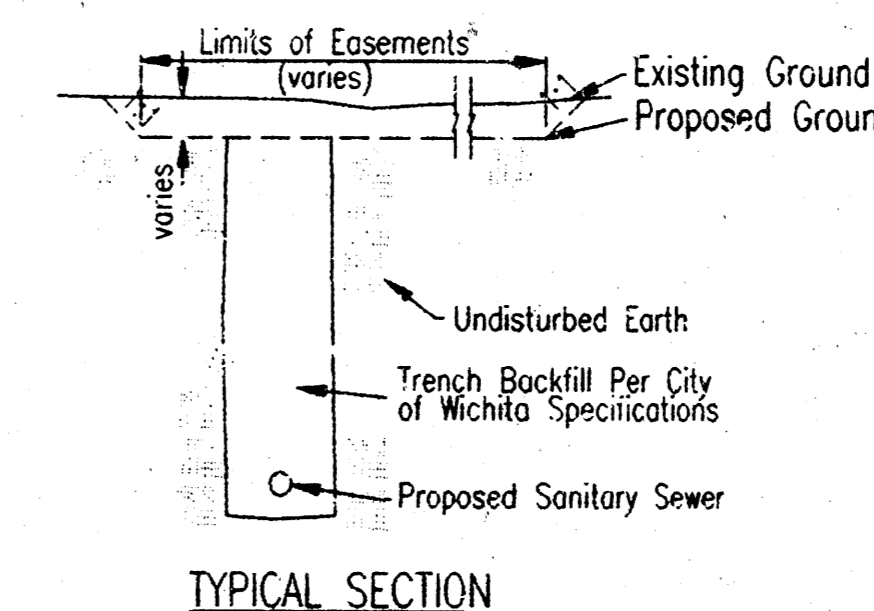 Limits of Easements
(varies)
Existing Ground
Proposed Groun
varies
Undisturbed Earth
Trench Backfill Per City
of Wichita Specifications
Proposed Sanitary Sewer
TYPICAL SECTION